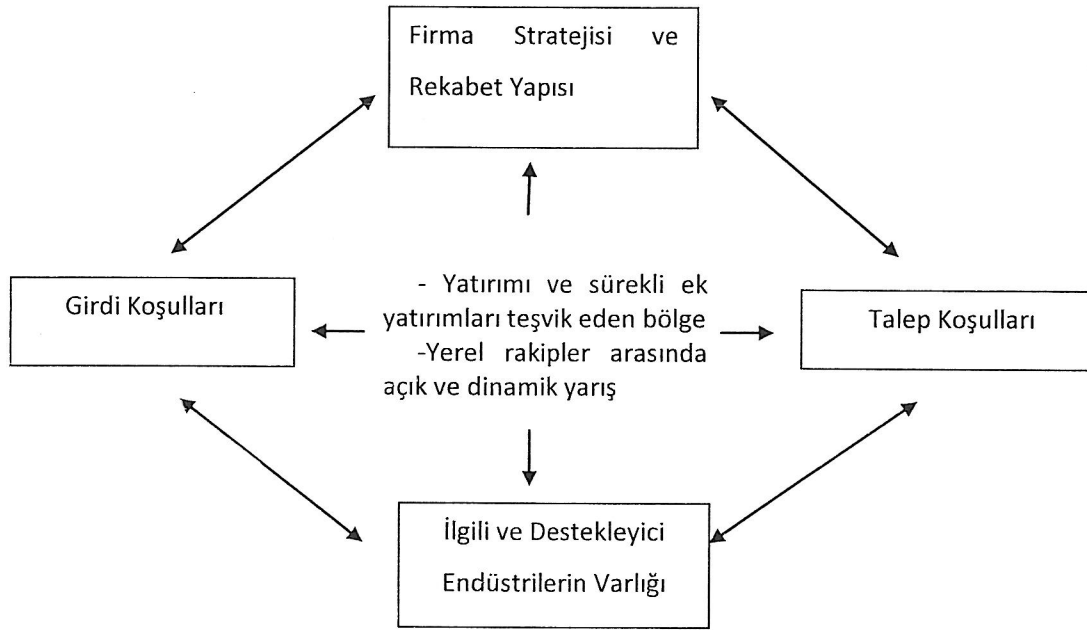 Firma Stratejisi ve
Rekabet Yapısı
Girdi Koşulları
- Yatırımı ve sürekli ek
yatırımları teşvik eden bölge
-Yerel rakipler arasında
açık ve dinamik yarış
Talep Koşulları
İlgili ve Destekleyici
Endüstrilerin Varlığı